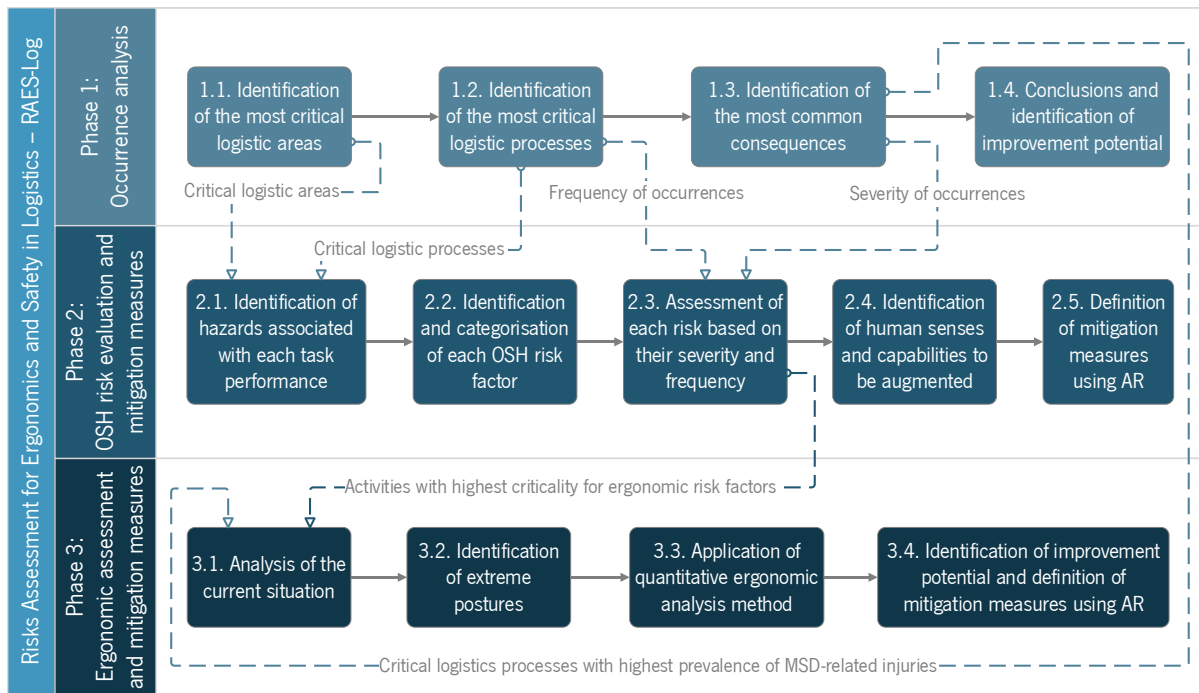 Risks Assessment for Ergonomics and Safety in Logistics – RAES-Log
Phase 1:
Occurrence analysis
1.1. Identification
of the most critical
logistic areas
1.2. Identification
of the most critical
logistic processes
1.3. Identification of
the most common
consequences
1.4. Conclusions and
identification of
improvement potential
Critical logistic areas
Frequency of occurrences
Severity of occurrences
Critical logistic processes
Phase 2:
OSH risk evaluation and
mitigation measures
2.1. Identification of
hazards associated
with each task
performance
2.2. Identification
and categorisation
of each OSH risk
factor
2.3. Assessment of
each risk based on
their severity and
frequency
2.4. Identification
of human senses
and capabilities to
be augmented
2.5. Definition
of mitigation
measures
using AR
Activities with highest criticality for ergonomic risk factors
Phase 3:
Ergonomic assessment
and mitigation measures
3.1. Analysis of the
current situation
3.2. Identification
of extreme
postures
3.3. Application of
quantitative ergonomic
analysis method
3.4. Identification of improvement
potential and definition of
mitigation measures using AR
Critical logistics processes with highest prevalence of MSD-related injuries